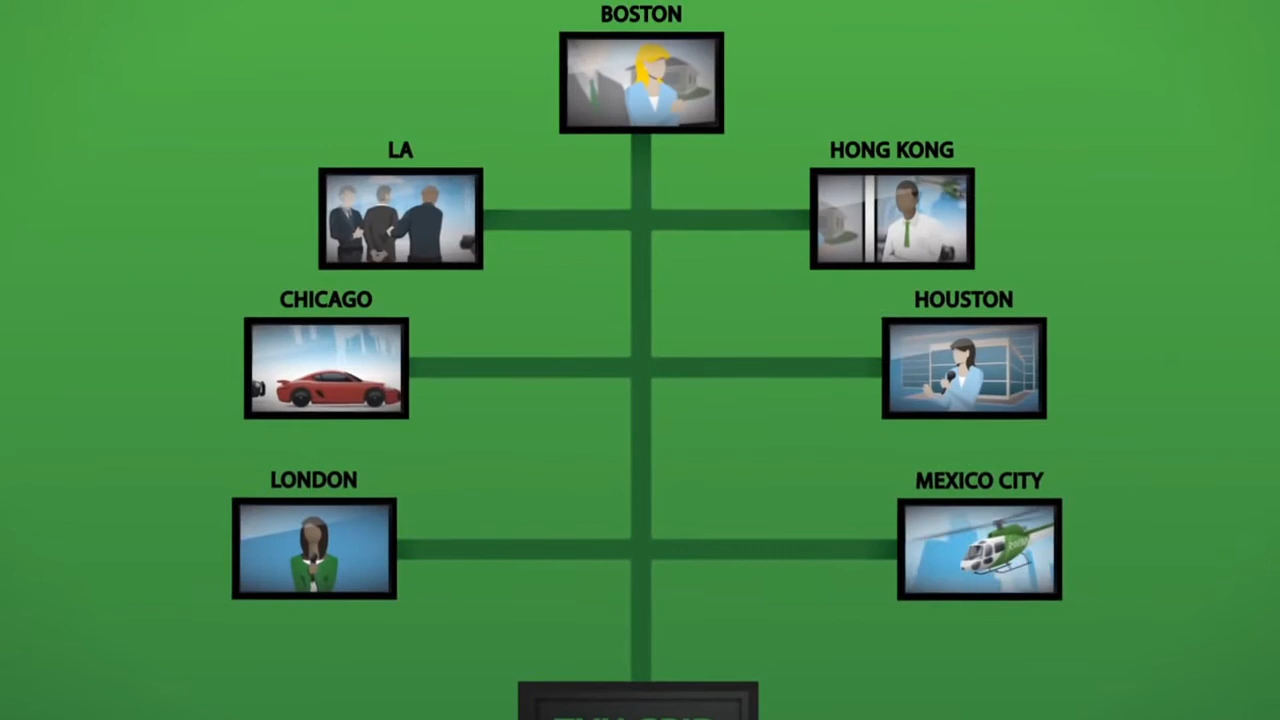 BOSTON
LA
HONG KONG
CHICAGO
HOUSTON
LONDON
MEXICO CITY